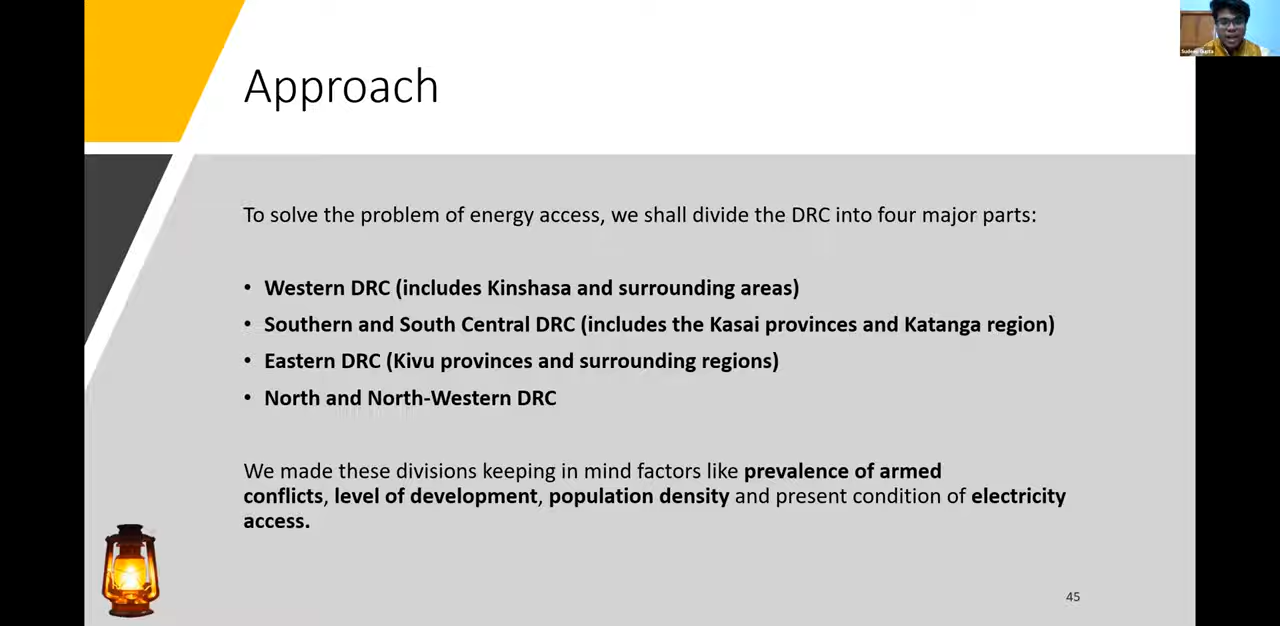 Sudeep Gupta
Approach
To solve the problem of energy access, we shall divide the DRC into four major parts:
• Western DRC (includes Kinshasa and surrounding areas)
• Southern and South Central DRC (includes the Kasai provinces and Katanga region)
• Eastern DRC (Kivu provinces and surrounding regions)
• North and North-Western DRC
We made these divisions keeping in mind factors like prevalence of armed
conflicts, level of development, population density and present condition of electricity
access.
45